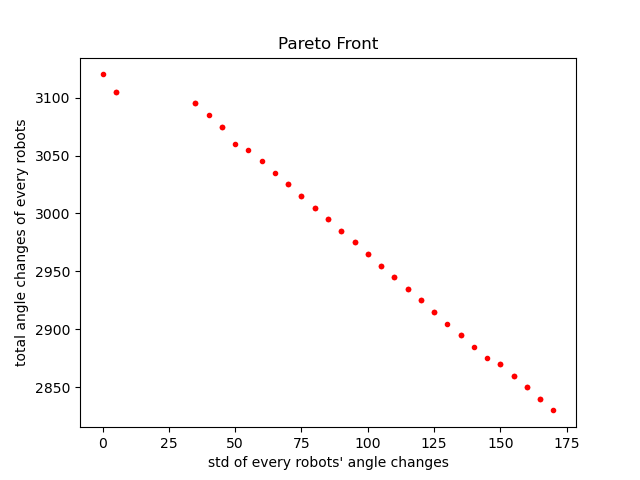 Pareto Front
total angle changes of every robots
3100
3050
3000
2950
2900
2850
0 25 50 75 100 125 150 175
std of every robots' angle changes